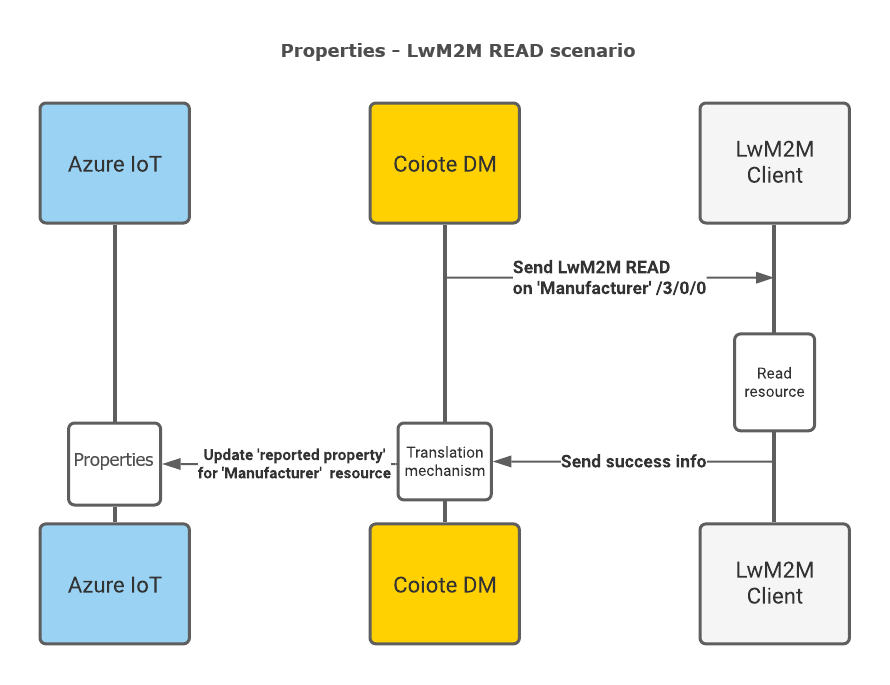 Properties - LwM2M READ scenario
Azure IoT
Coiote DM
LwM2M
Client
Send LwM2M READ
on 'Manufacturer' /3/0/0
Read
resource
Properties
Update 'reported property'
for 'Manufacturer'  resource
Translation
mechanism
Send success info
Azure IoT
Coiote DM
LwM2M
Client